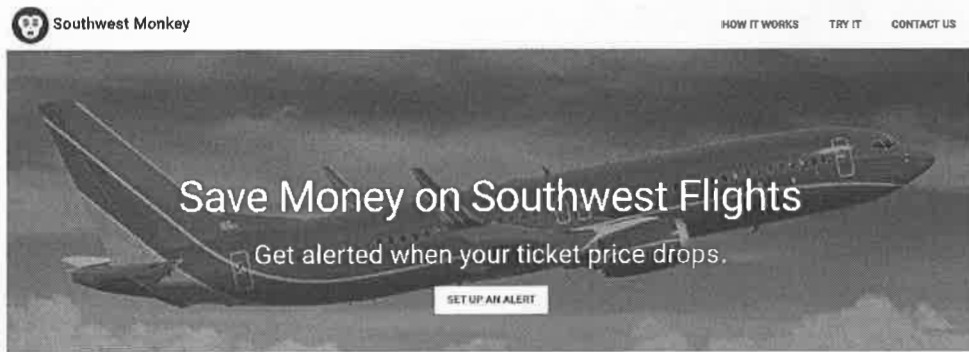 Southwest Monkey
HOW IT WORKS TRY IT CONTACT US
Save Money on Southwest Flights
Get alerted when your ticket price drops.
SET UP AN ALERT